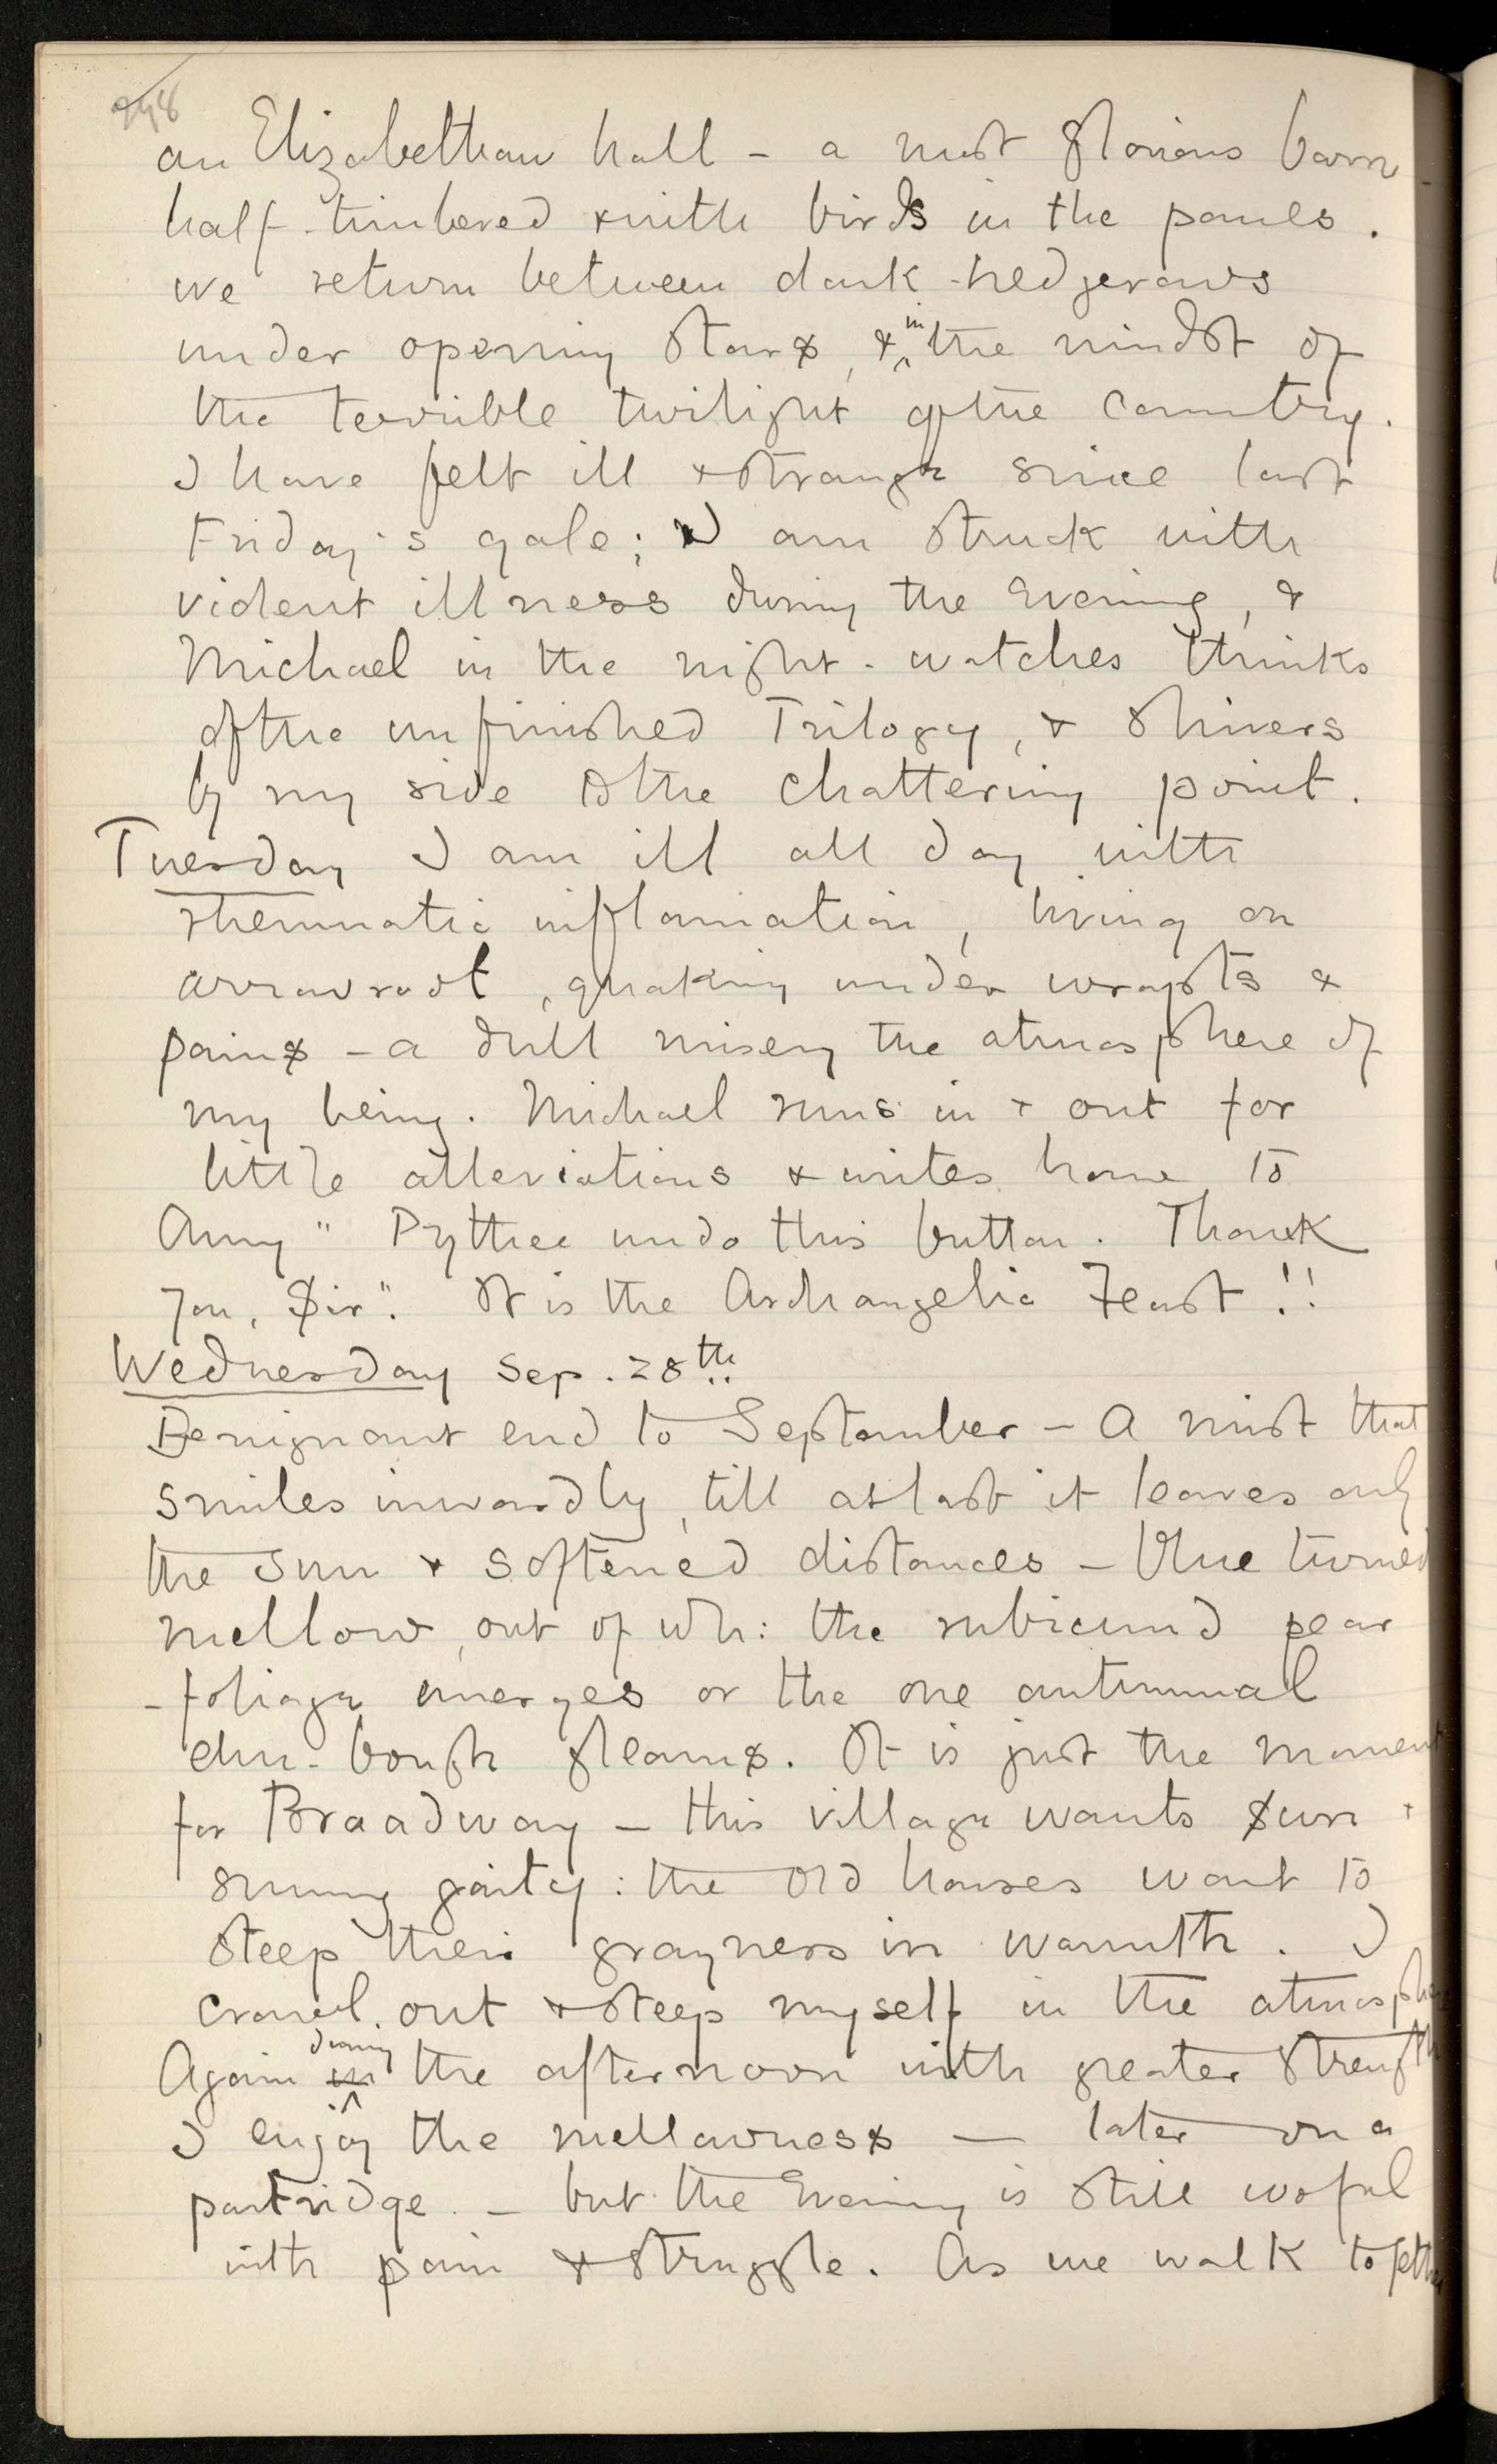 an Elizabethan hall – a most glorious barn
half-timbered & with birds in the panels.
we return between dark hedgerows
under opening stars, & in the midst of
the terrible twilight of the country.
I have felt ill & strange since last
Friday's gale; I am struck with
violent illness during the evening, &
Michael in the night-watches thinks
of the unfinished Trilogy, & shivers
by my side to the chattering point.
Tuesday I am ill all day with
rheumatic inflamation, living on
arrowroot, quaking under wraps &
pains – a dull misery the atmosphere of
my being. Michael runs in & out for
little alleviations & writes home to
Amy "Pythee undo this button. Thank
you, Sir". It is the Archangelic Feast!!
Wednesday Sep. 28th
Benignant end to September – A mist that
smiles inwardly, till at last it leaves only
the sun & softened distances – blue turned
mellow, out of wh: the rubicund pear
-foliage emerges or the one autumnal
elm-bough gleams. It is just the moment
for Broadway – this village wants sun &
sunny gaity: the old houses want to
steep their grayness in warmth. I
crawl out & steep myself in the atmosphe
Again in during the afternoon with greater strength
I enjoy the mellowness – later on a
partridge – but the Evening is still woful
with pain & struggle. As we walk together